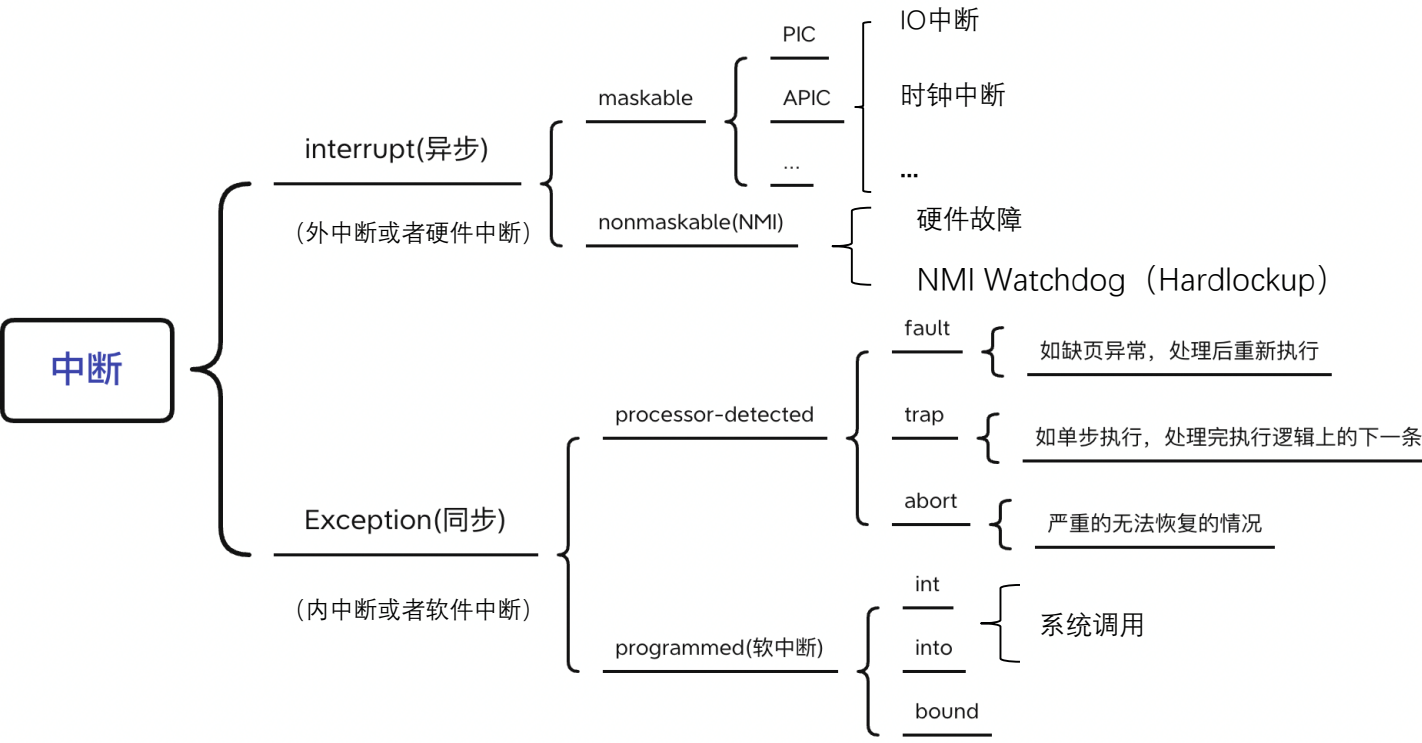 中断
interrupt(异步)
（外中断或者硬件中断）
maskable
PIC
APIC
...
IO中断
时钟中断
...
nonmaskable(NMI)
硬件故障
NMI Watchdog（Hardlockup）
Exception(同步)
（内中断或者软件中断）
processor-detected
fault
如缺页异常，处理后重新执行
trap
如单步执行，处理完执行逻辑上的下一条
abort
严重的无法恢复的情况
programmed(软中断)
int
into
bound
系统调用